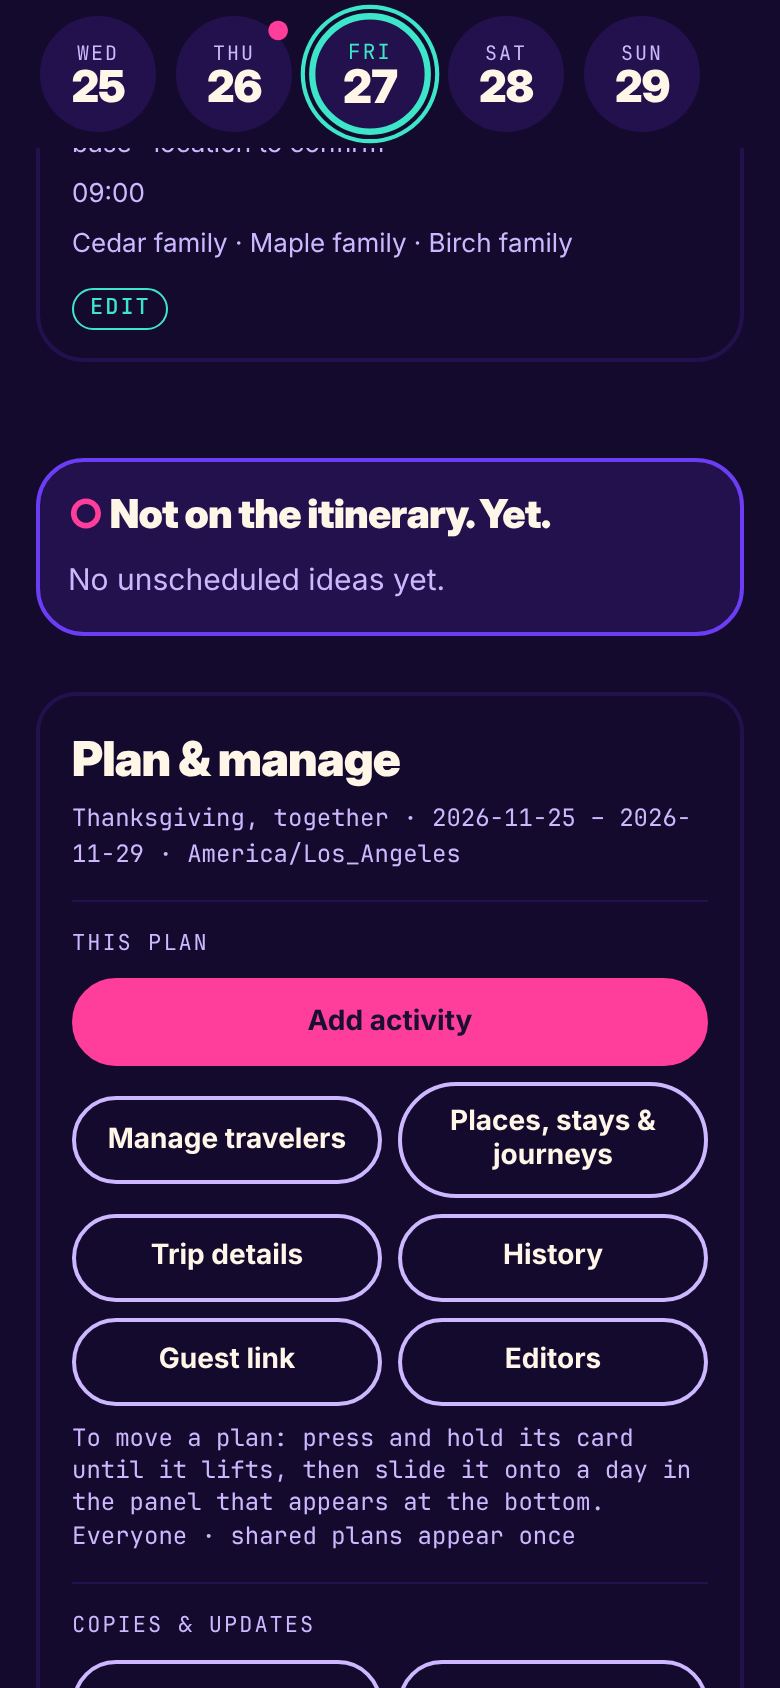 WED THU FRI SAT SUN
25 26 27 28 29
base · location to confirm
09:00
Cedar family · Maple family · Birch family
EDIT
Not on the itinerary. Yet.
No unscheduled ideas yet.
Plan & manage
Thanksgiving, together · 2026-11-25 – 2026-
11-29 · America/Los_Angeles
THIS PLAN
Add activity
Manage travelers
Places, stays &
journeys
Trip details
History
Guest link
Editors
To move a plan: press and hold its card
until it lifts, then slide it onto a day in
the panel that appears at the bottom.
Everyone · shared plans appear once
COPIES & UPDATES